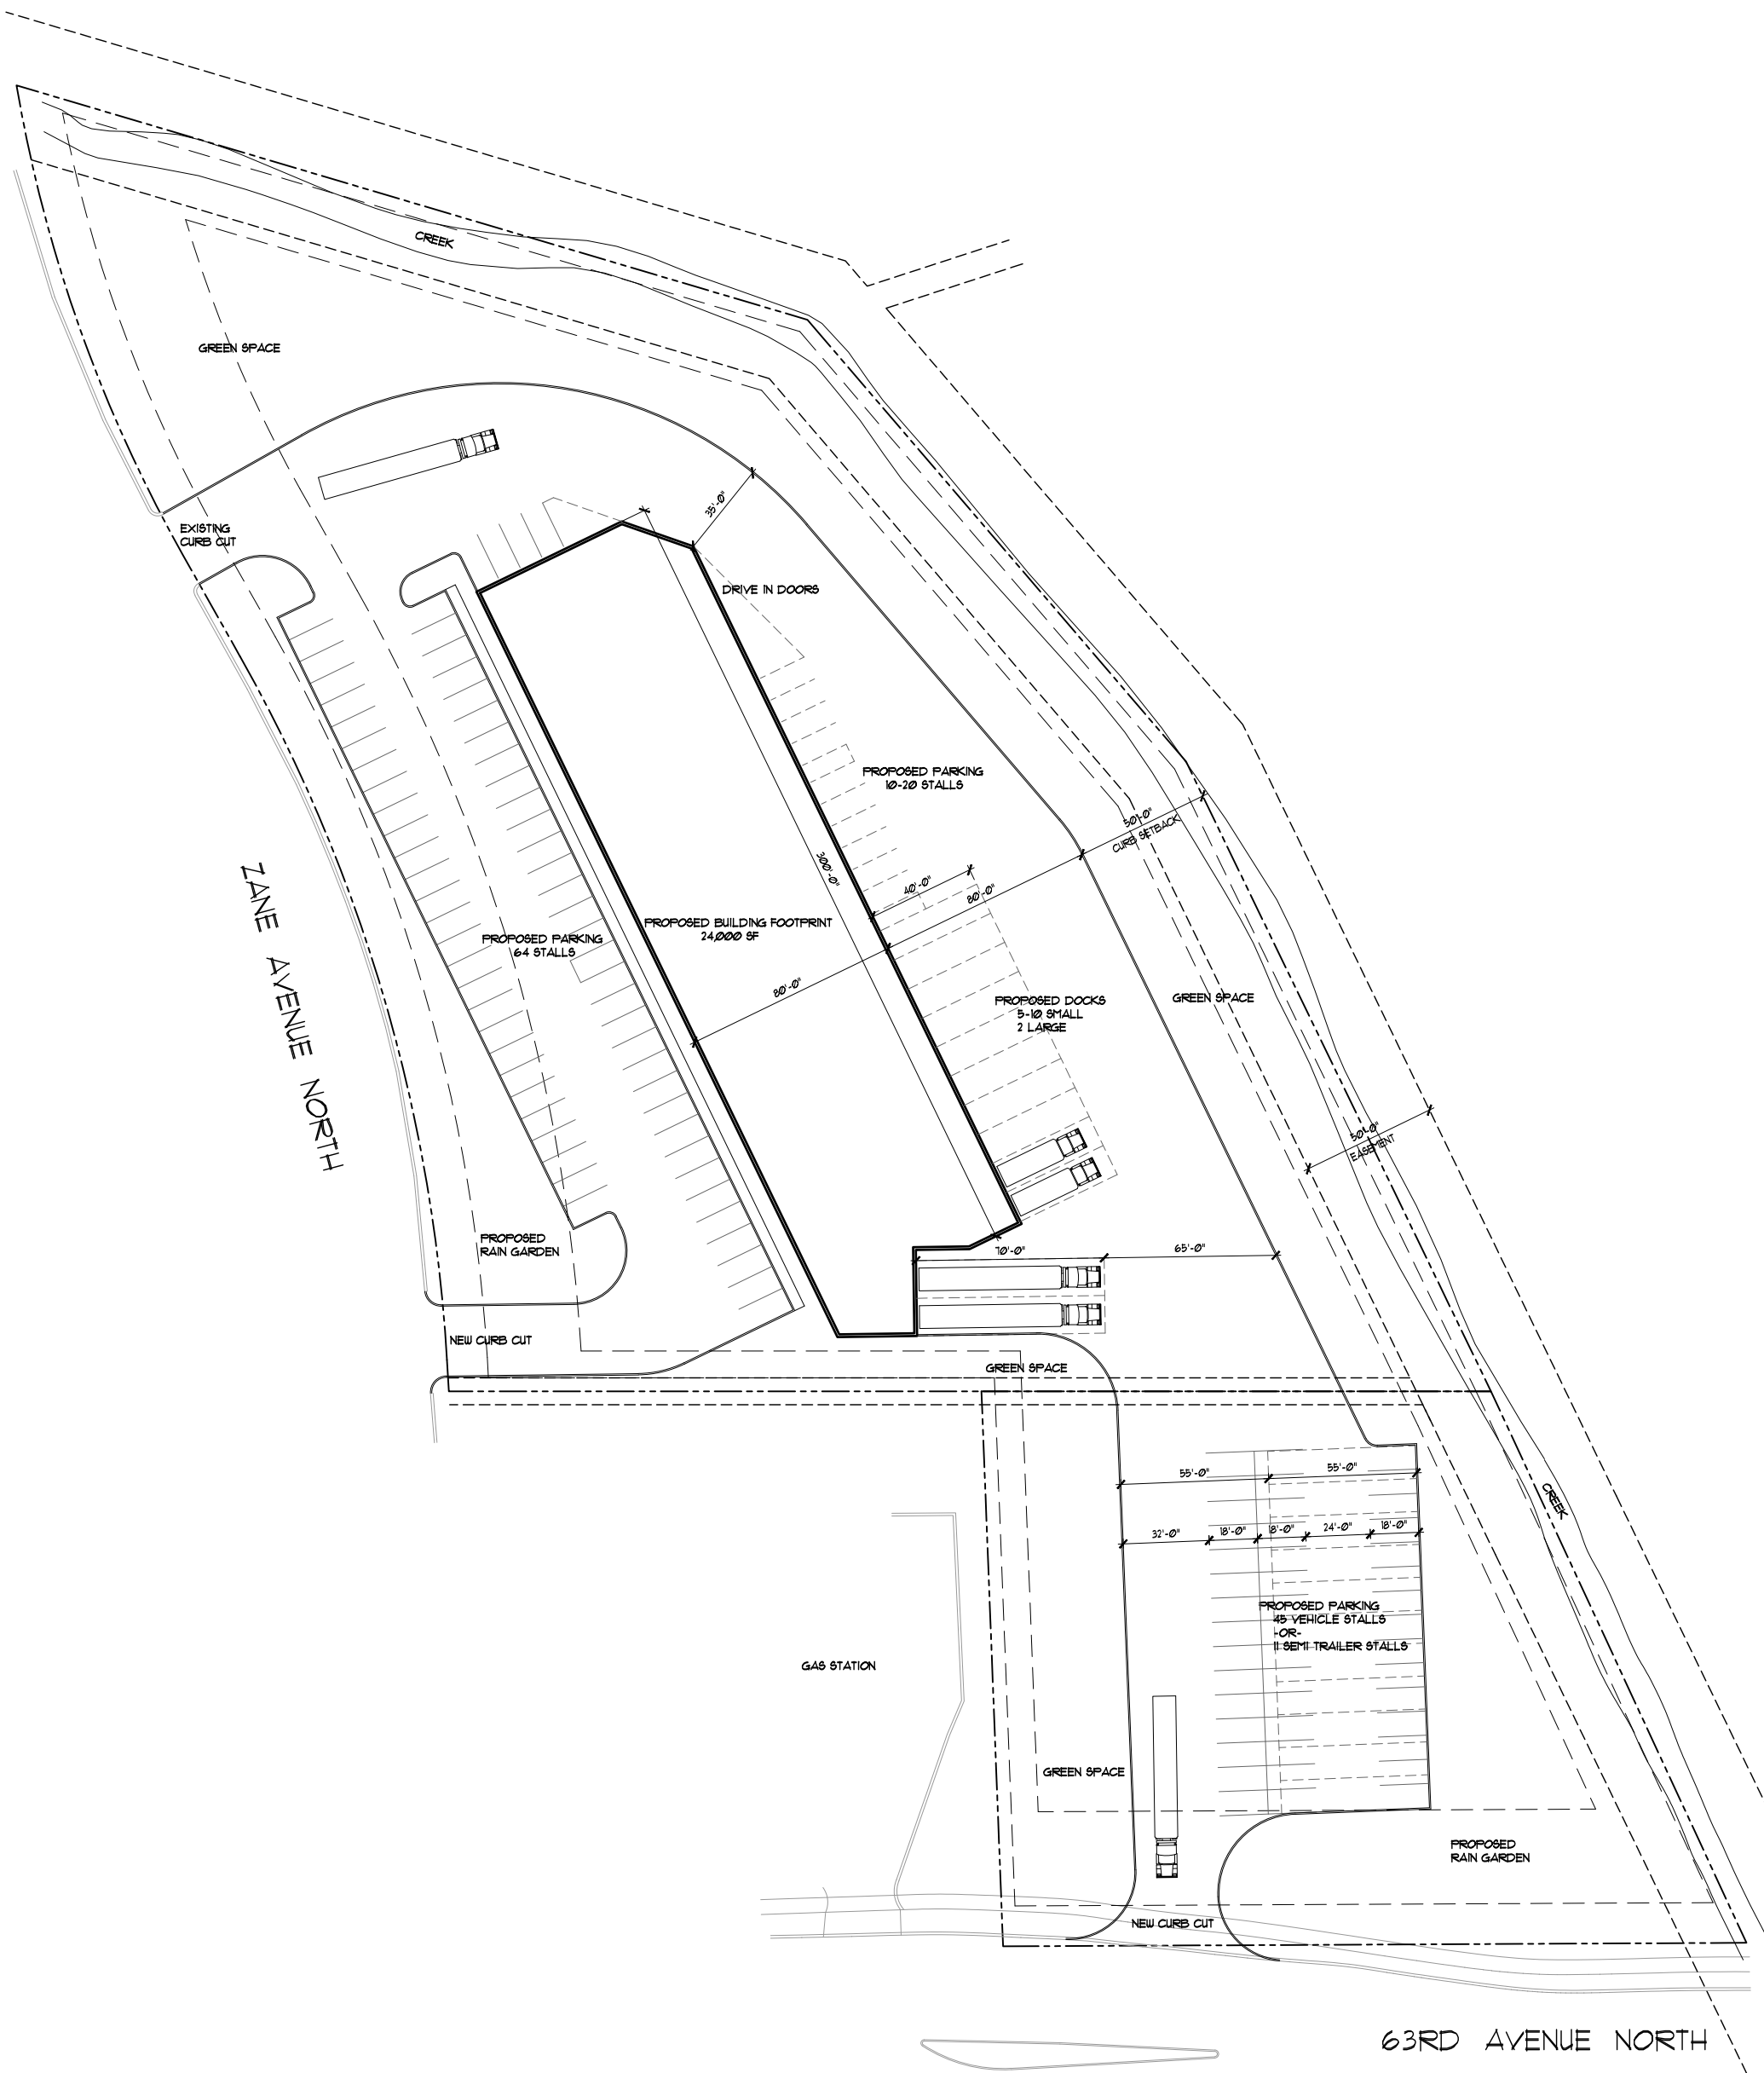 CREEK
GREEN SPACE
35'-0"
EXISTING
CURB CUT
DRIVE IN DOORS
PROPOSED PARKING
10-20 STALLS
50'-0"
CURB SETBACK
300'-0"
40'-0"
80'-0"
ZANE AVENUE NORTH
PROPOSED BUILDING FOOTPRINT
24,000 SF
PROPOSED PARKING
64 STALLS
80'-0"
PROPOSED DOCKS
5-10 SMALL
2 LARGE
GREEN SPACE
50'-0"
EASEMENT
PROPOSED
RAIN GARDEN
70'-0"
65'-0"
NEW CURB CUT
GREEN SPACE
55'-0"
55'-0"
CREEK
32'-0"
18'-0"
18'-0"
24'-0"
18'-0"
PROPOSED PARKING
45 VEHICLE STALLS
-OR-
11 SEMI TRAILER STALLS
GAS STATION
GREEN SPACE
PROPOSED
RAIN GARDEN
NEW CURB CUT
63RD AVENUE NORTH